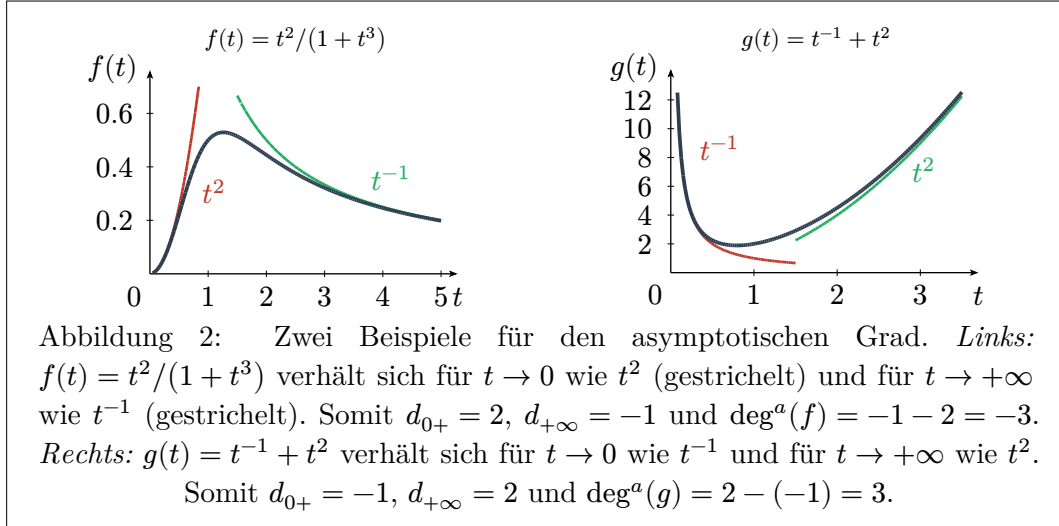 f(t) = t²/(1 + t³)
f(t)
0.6
0.4
0.2
0
1
2
3
4
5
t
t²
t⁻¹
g(t) = t⁻¹ + t²
g(t)
12
10
8
6
4
2
0
1
2
3
t
t⁻¹
t²
Abbildung 2: Zwei Beispiele für den asymptotischen Grad. Links:
f(t) = t²/(1 + t³) verhält sich für t → 0 wie t² (gestrichelt) und für t → +∞
wie t⁻¹ (gestrichelt). Somit d₀₊ = 2, d₊∞ = −1 und degᵃ(f) = −1 − 2 = −3.
Rechts: g(t) = t⁻¹ + t² verhält sich für t → 0 wie t⁻¹ und für t → +∞ wie t².
Somit d₀₊ = −1, d₊∞ = 2 und degᵃ(g) = 2 − (−1) = 3.